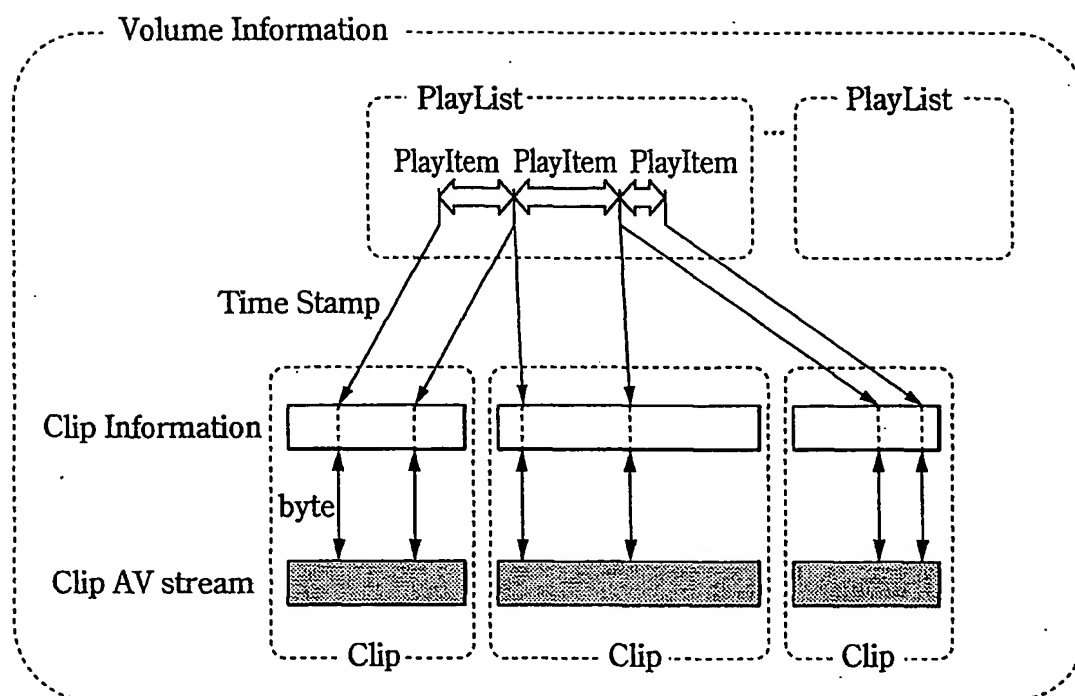 Volume Information
PlayList
PlayList
...
PlayItem PlayItem PlayItem
Time Stamp
Clip Information
byte
Clip AV stream
Clip
Clip
Clip